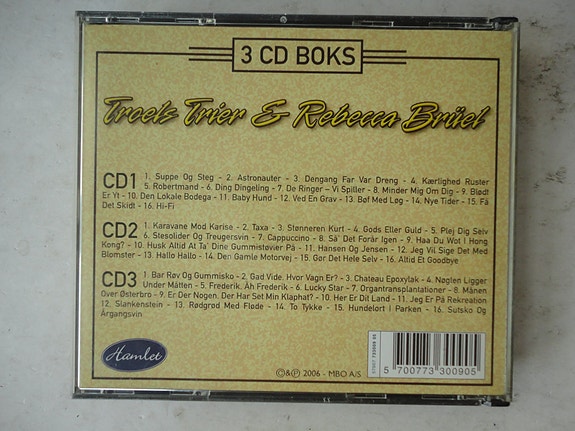 3 CD BOKS
Troels Trier & Rebecca Brüel
CD1 1. Suppe Og Steg - 2. Astronauter - 3. Dengang Far Var Dreng - 4. Kærlighed Ruster
5. Robertmand - 6. Ding Dingeling - 7. De Ringer – Vi Spiller - 8. Minder Mig Om Dig - 9. Blødt
Er Yt - 10. Den Lokale Bodega - 11. Baby Hund - 12. Ved En Grav - 13. Bøf Med Løg - 14. Nye Tider - 15. Få
Det Skidt - 16. Hi-Fi
CD2 1. Karavane Mod Karise - 2. Taxa - 3. Stønneren Kurt - 4. Gods Eller Guld - 5. Plej Dig Selv
- 6. Stesolider Og Treugersvin - 7. Cappuccino - 8. Så´ Det Forår Igen - 9. Haa Du Wot I Hong
Kong? - 10. Husk Altid At Ta´ Dine Gummistøvler På - 11. Hansen Og Jensen - 12. Jeg Vil Sige Det Med
Blomster - 13. Hallo Hallo - 14. Den Gamle Motorvej - 15. Gør Det Hele Selv - 16. Altid Et Goodbye
CD3 1. Bar Røv Og Gummisko - 2. Gad Vide, Hvor Vagn Er? - 3. Chateau Epoxylak - 4. Nøglen Ligger
Under Måtten - 5. Frederik, Åh Frederik - 6. Lucky Star - 7. Organtransplantationer - 8. Månen
Over Østerbro - 9. Er Der Nogen, Der Har Set Min Klaphat? - 10. Her Er Dit Land - 11. Jeg Er På Rekreation
12. Slankenstein - 13. Rødgrød Med Fløde - 14. To Tykke - 15. Hundelort i Parken - 16. Sutsko Og
Årgangsvin
Hamlet
©&℗ 2006 - MBO A/S
5 700773 300905